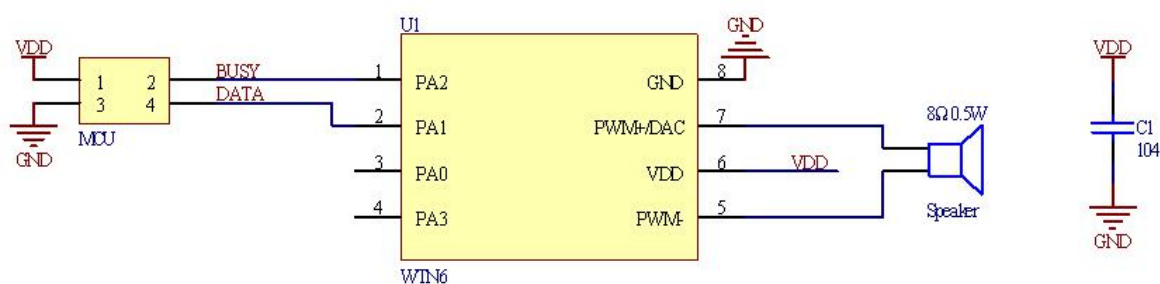 U1
GND
VDD
1 2 BUSY 1 PA2 GND 8 VDD
3 4 DATA PWM+/DAC 7 8Ω 0.5W
2 PA1
MCU C1
GND 104
3 PA0 VDD 6 VDD
4 PA3 PWM- 5 Speaker
GND
WTN6